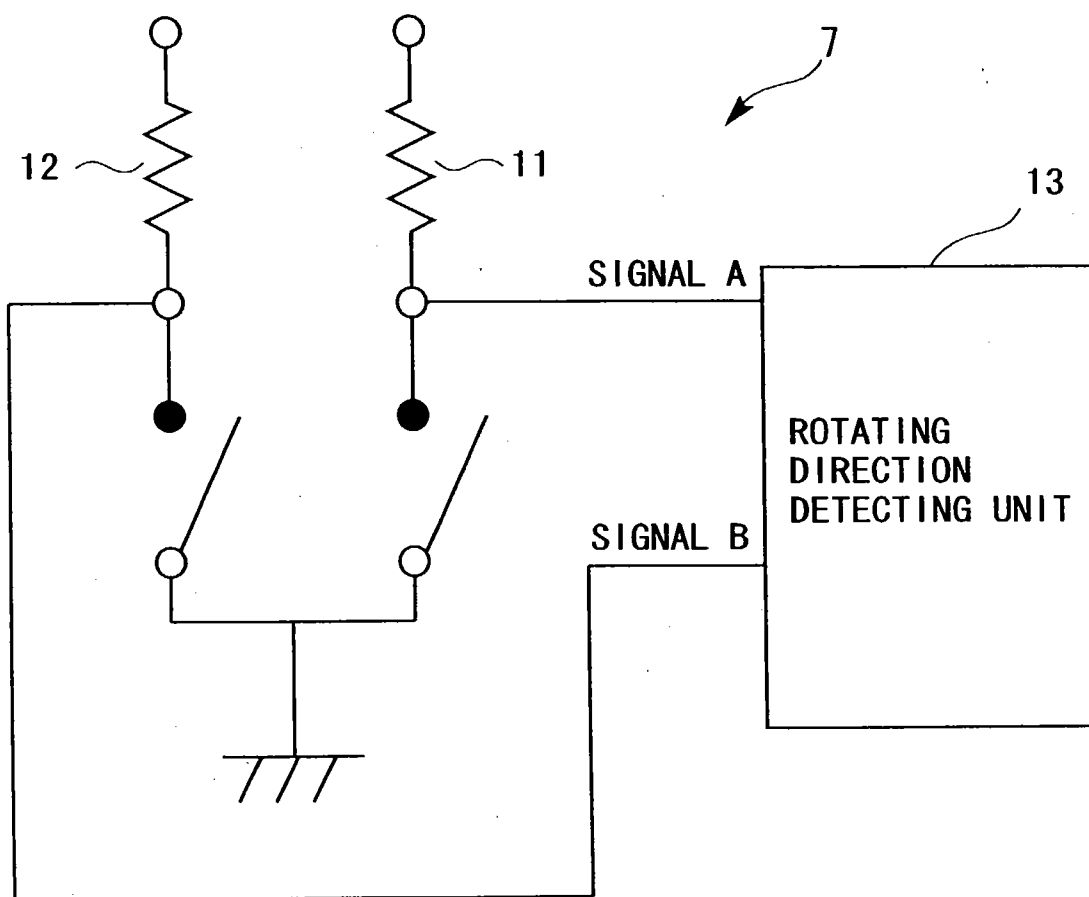 7
12
11
13
SIGNAL A
ROTATING
DIRECTION
DETECTING UNIT
SIGNAL B